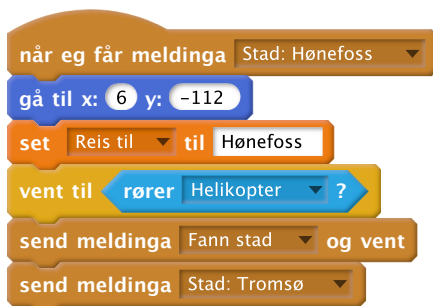 når eg får meldinga Stad: Hønefoss
gå til x: 6 y: -112
set Reis til til Hønefoss
vent til rører Helikopter ?
send meldinga Fann stad og vent
send meldinga Stad: Tromsø